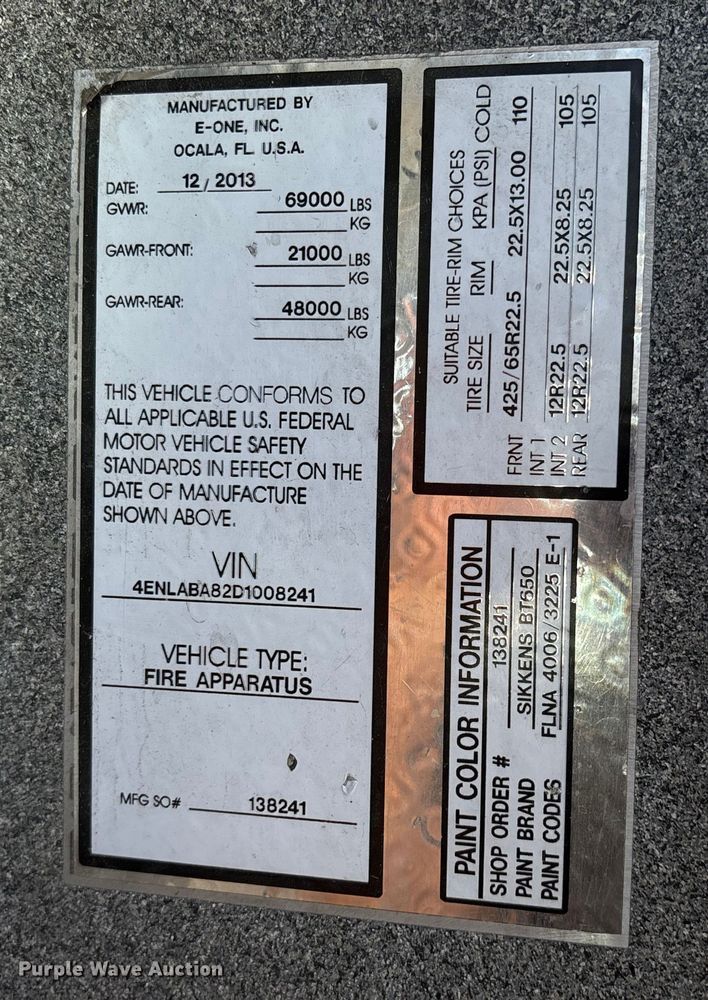 MANUFACTURED BY
E-ONE, INC.
OCALA, FL. U.S.A.
DATE: 12/2013
GVWR: 69000 LBS
KG
GAWR-FRONT: 21000 LBS
KG
GAWR-REAR: 48000 LBS
KG
THIS VEHICLE CONFORMS TO
ALL APPLICABLE U.S. FEDERAL
MOTOR VEHICLE SAFETY
STANDARDS IN EFFECT ON THE
DATE OF MANUFACTURE
SHOWN ABOVE.
VIN
4ENLABA82D1008241
VEHICLE TYPE:
FIRE APPARATUS
MFG SO# 138241
SUITABLE TIRE-RIM CHOICES
TIRE SIZE RIM KPA (PSI) COLD
FRNT 425/65R22.5 22.5X13.00 110
INT 1
INT 2 12R22.5 22.5X8.25 105
REAR 12R22.5 22.5X8.25 105
PAINT COLOR INFORMATION
SHOP ORDER # 138241
PAINT BRAND SIKKENS BT650
PAINT CODES FLNA 4006/3225 E-1
Purple Wave Auction